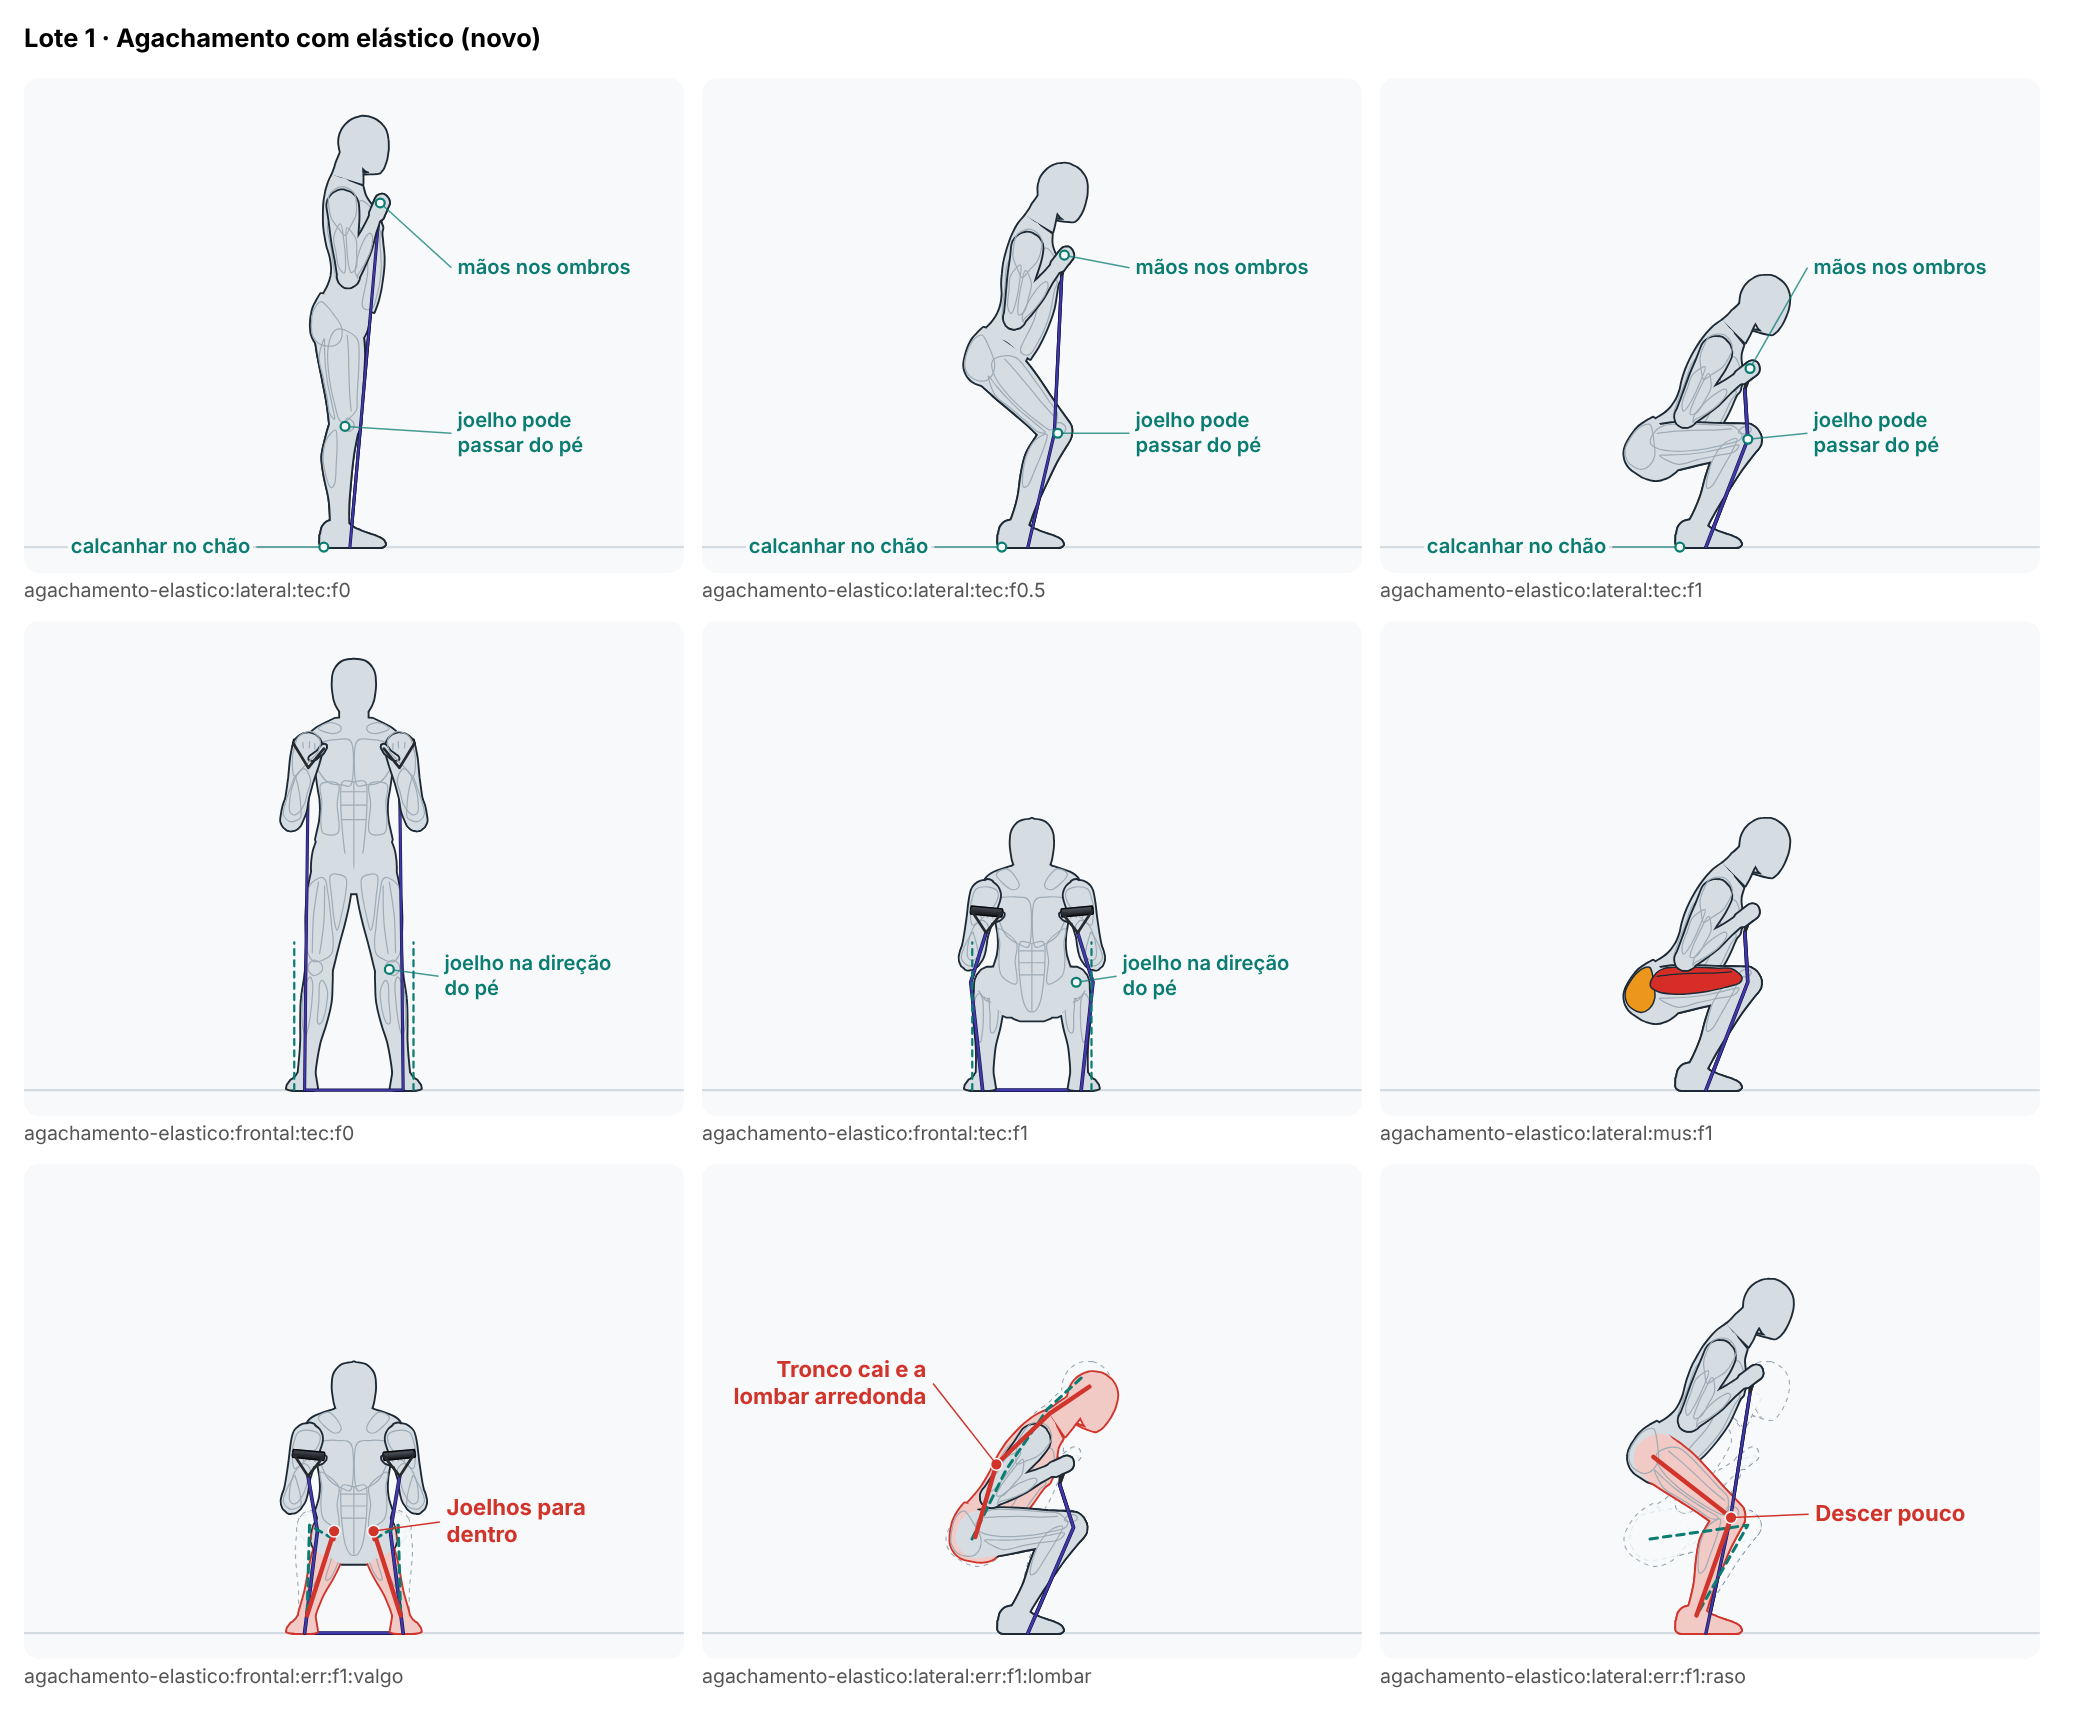 Lote 1 · Agachamento com elástico (novo)
mãos nos ombros
joelho pode
passar do pé
calcanhar no chão
agachamento-elastico:lateral:tec:f0
mãos nos ombros
joelho pode
passar do pé
calcanhar no chão
agachamento-elastico:lateral:tec:f0.5
mãos nos ombros
joelho pode
passar do pé
calcanhar no chão
agachamento-elastico:lateral:tec:f1
joelho na direção
do pé
agachamento-elastico:frontal:tec:f0
joelho na direção
do pé
agachamento-elastico:frontal:tec:f1
agachamento-elastico:lateral:mus:f1
Joelhos para
dentro
agachamento-elastico:frontal:err:f1:valgo
Tronco cai e a
lombar arredonda
agachamento-elastico:lateral:err:f1:lombar
Descer pouco
agachamento-elastico:lateral:err:f1:raso